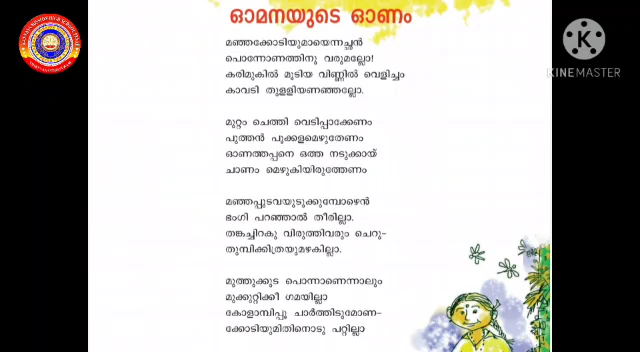 ഓമനയുടെ ഓണം
മഞ്ഞക്കോടിയുമായെന്നച്ഛൻ
പൊന്നോണത്തിനു വരുമല്ലോ!
കരിമുകിൽ മൂടിയ വിണ്ണിൽ വെളിച്ചം
കാവടി തുള്ളിയണഞ്ഞല്ലോ.
മുറ്റം ചെത്തി വെടിപ്പാക്കേണം
പുത്തൻ പൂക്കളമെഴുതേണം
ഓണത്തപ്പനെ ഒത്ത നടുക്കായ്
ചാണം മെഴുകിയിരുത്തേണം
മഞ്ഞപ്പുടവയുടുക്കുമ്പോഴെൻ
ഭംഗി പറഞ്ഞാൽ തീരില്ലാ.
തങ്കച്ചിറകു വിരുത്തിവരും ചെറു-
തുമ്പിക്കിത്രയുമഴകില്ലാ.
മുത്തുക്കുട പൊന്നാണെന്നാലും
മുക്കുറ്റിക്കീ ഗമയില്ലാ
കോളാമ്പിപ്പൂ ചാർത്തിടുമോണ-
ക്കോടിയുമിതിനൊടു പറ്റില്ലാ
KINEMASTER